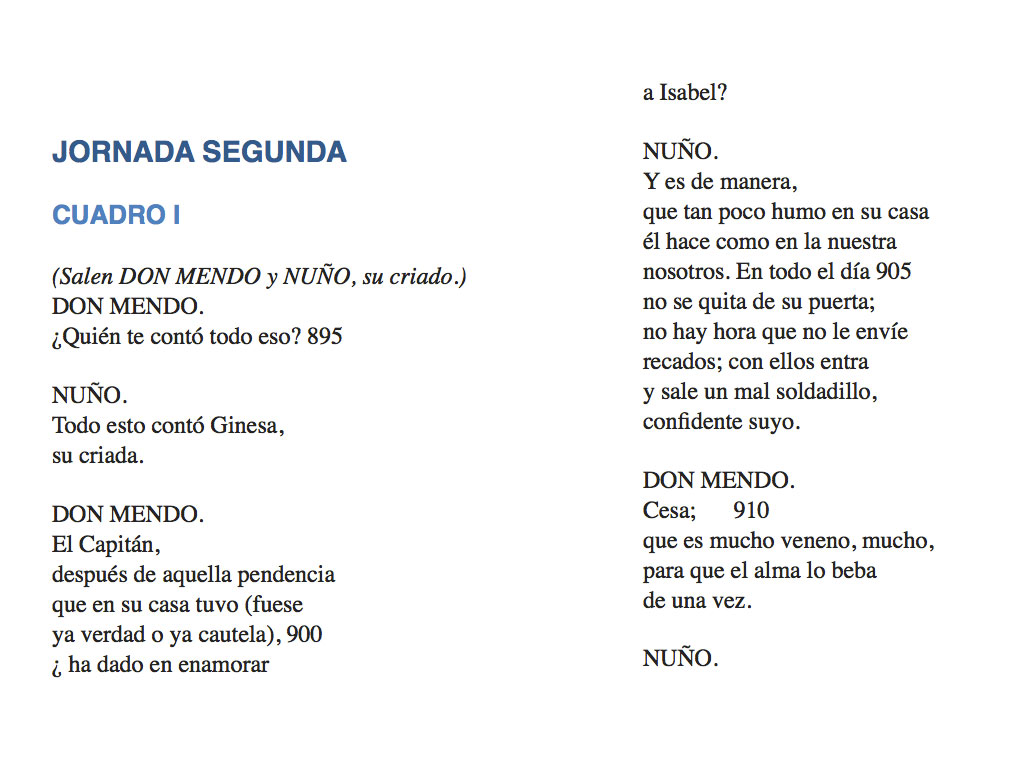 JORNADA SEGUNDA
CUADRO I
(Salen DON MENDO y NUÑO, su criado.)
DON MENDO.
¿Quién te contó todo eso? 895
NUÑO.
Todo esto contó Ginesa,
su criada.
DON MENDO.
El Capitán,
después de aquella pendencia
que en su casa tuvo (fuese
ya verdad o ya cautela), 900
¿ ha dado en enamorar
a Isabel?
NUÑO.
Y es de manera,
que tan poco humo en su casa
él hace como en la nuestra
nosotros. En todo el día 905
no se quita de su puerta;
no hay hora que no le envíe
recados; con ellos entra
y sale un mal soldadillo,
confidente suyo.
DON MENDO.
Cesa; 910
que es mucho veneno, mucho,
para que el alma lo beba
de una vez.
NUÑO.